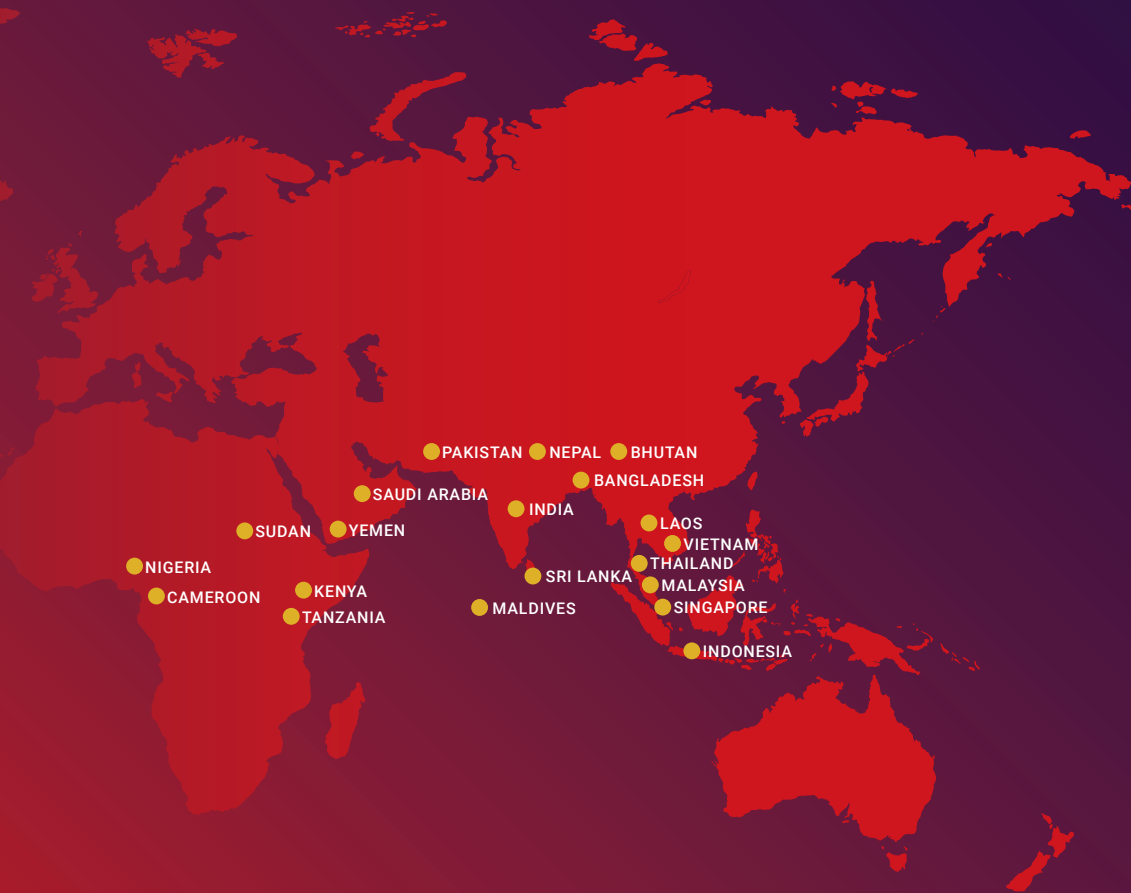 PAKISTAN
NEPAL
BHUTAN
BANGLADESH
SAUDI ARABIA
INDIA
LAOS
SUDAN
YEMEN
VIETNAM
THAILAND
NIGERIA
SRI LANKA
MALAYSIA
KENYA
CAMEROON
MALDIVES
SINGAPORE
TANZANIA
INDONESIA